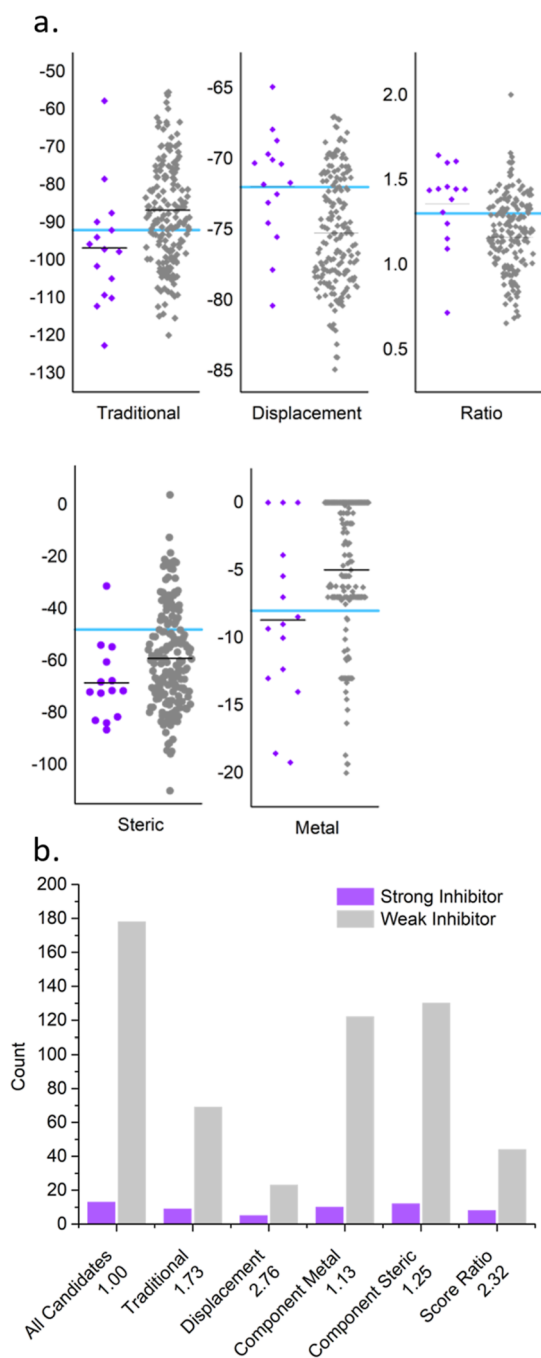 a.
-50
-60
-70
-80
-90
-100
-110
-120
-130
Traditional
-65
-70
-75
-80
-85
Displacement
2.0
1.5
1.0
0.5
Ratio
0
-20
-40
-60
-80
-100
Steric
0
-5
-10
-15
-20
Metal
b.
200
180
160
140
120
100
80
60
40
20
0
Count
Strong Inhibitor
Weak Inhibitor
All Candidates
1.00
Traditional
1.73
Displacement
2.76
Component Metal
1.13
Component Steric
1.25
Score Ratio
2.32